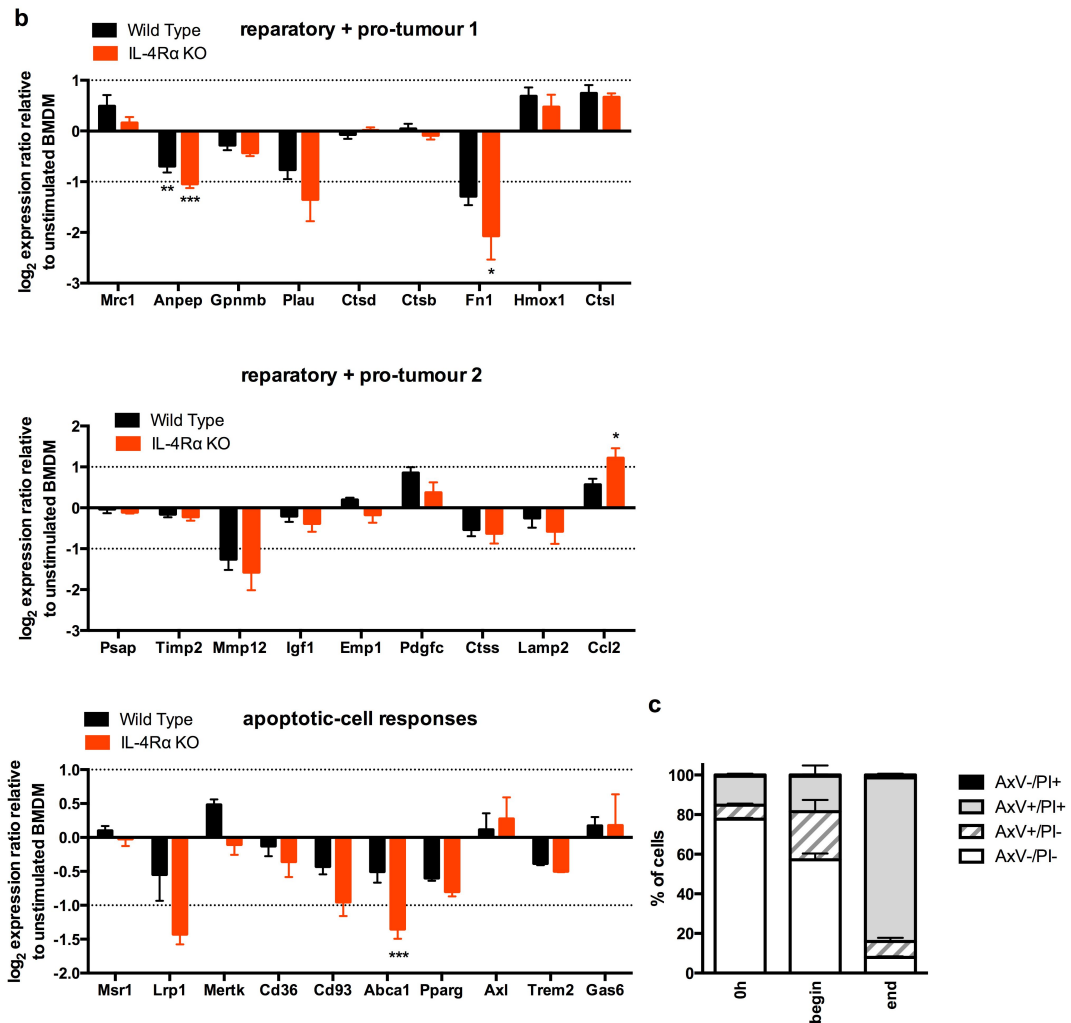 b
Wild Type
IL-4Rα KO
reparatory + pro-tumour 1
log2 expression ratio relative
to unstimulated BMDM
1
0
-1
-2
-3
**
***
*
Mrc1 Anpep Gpnmb Plau Ctsd Ctsb Fn1 Hmox1 Ctsl
reparatory + pro-tumour 2
Wild Type
IL-4Rα KO
log2 expression ratio relative
to unstimulated BMDM
2
1
0
-1
-2
-3
*
Psap Timp2 Mmp12 Igf1 Emp1 Pdgfc Ctss Lamp2 Ccl2
Wild Type
IL-4Rα KO
apoptotic-cell responses
log2 expression ratio relative
to unstimulated BMDM
1.0
0.5
0.0
-0.5
-1.0
-1.5
-2.0
***
Msr1 Lrp1 Mertk Cd36 Cd93 Abca1 Pparg Axl Trem2 Gas6
c
% of cells
100
80
60
40
20
0
0h
begin
end
AxV-/PI+
AxV+/PI+
AxV+/PI-
AxV-/PI-